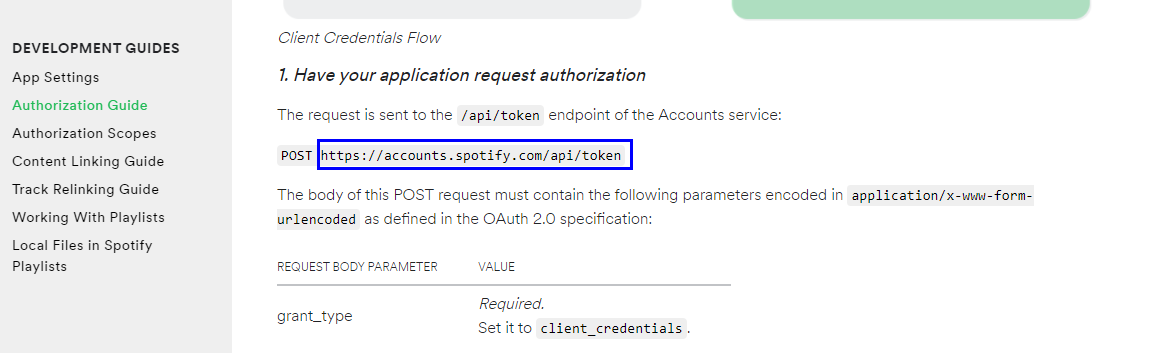 DEVELOPMENT GUIDES
App Settings
Authorization Guide
Authorization Scopes
Content Linking Guide
Track Relinking Guide
Working With Playlists
Local Files in Spotify
Playlists
Client Credentials Flow
1. Have your application request authorization
The request is sent to the /api/token endpoint of the Accounts service:
POST https://accounts.spotify.com/api/token
The body of this POST request must contain the following parameters encoded in application/x-www-form-
urlencoded as defined in the OAuth 2.0 specification:
REQUEST BODY PARAMETER VALUE
grant_type Required.
Set it to client_credentials.